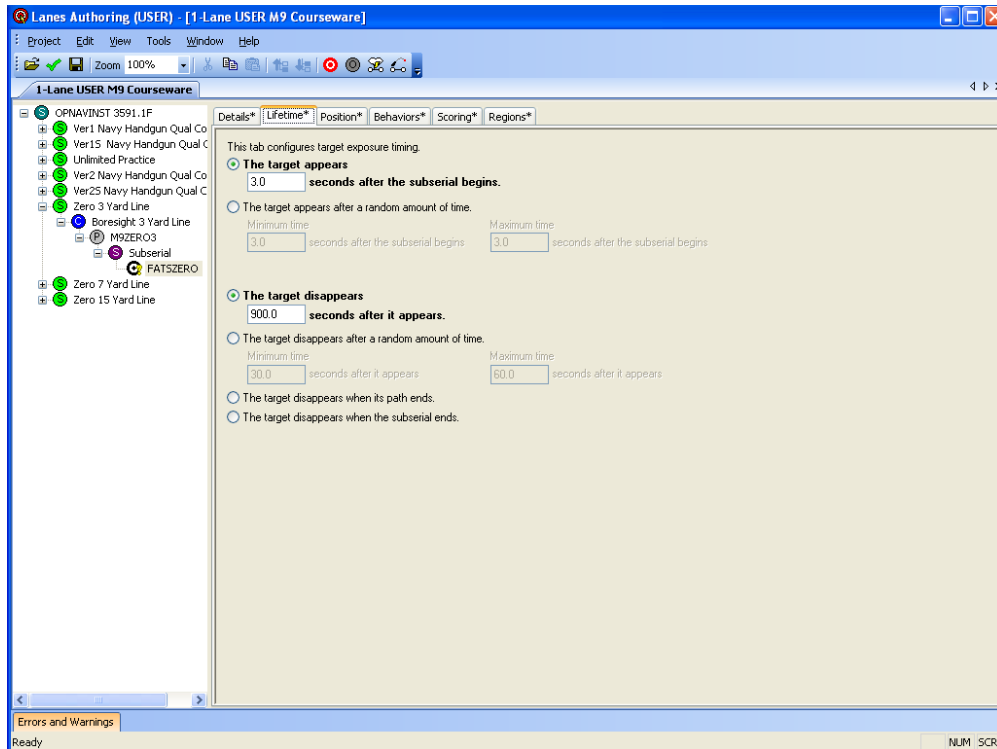 Lanes Authoring (USER) - [1-Lane USER M9 Courseware]
Project Edit View Tools Window Help
Zoom 100%
1-Lane USER M9 Courseware
OPNAVINST 3591.1F
Ver1 Navy Handgun Qual Co
Ver1S Navy Handgun Qual C
Unlimited Practice
Ver2 Navy Handgun Qual Co
Ver2S Navy Handgun Qual C
Zero 3 Yard Line
Boresight 3 Yard Line
M9ZERO3
Subserial
FATSZERO
Zero 7 Yard Line
Zero 15 Yard Line
Details* Lifetime* Position* Behaviors* Scoring* Regions*
This tab configures target exposure timing.
The target appears
3.0 seconds after the subserial begins.
The target appears after a random amount of time.
Minimum time Maximum time
3.0 seconds after the subserial begins 3.0 seconds after the subserial begins
The target disappears
900.0 seconds after it appears.
The target disappears after a random amount of time.
Minimum time Maximum time
30.0 seconds after it appears 60.0 seconds after it appears
The target disappears when its path ends.
The target disappears when the subserial ends.
Errors and Warnings
Ready NUM SCR